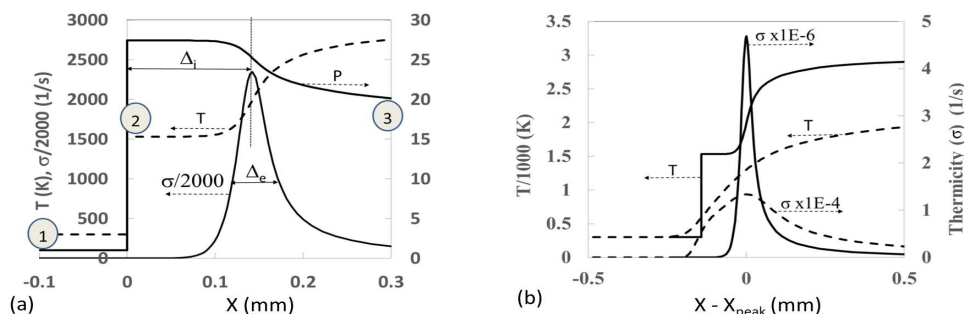 3000
2500
2000
1500
1000
500
0
T (K), σ/2000 (1/s)
30
25
20
15
10
5
0
Δi
P
T
σ/2000
Δe
1
2
3
-0.1
0
0.1
0.2
0.3
X (mm)
(a)
3.5
3
2.5
2
1.5
1
0.5
0
T/1000 (K)
5
4
3
2
1
0
Thermicity (σ) (1/s)
σ x1E-6
T
T
σ x1E-4
-0.5
0
0.5
X - Xpeak (mm)
(b)